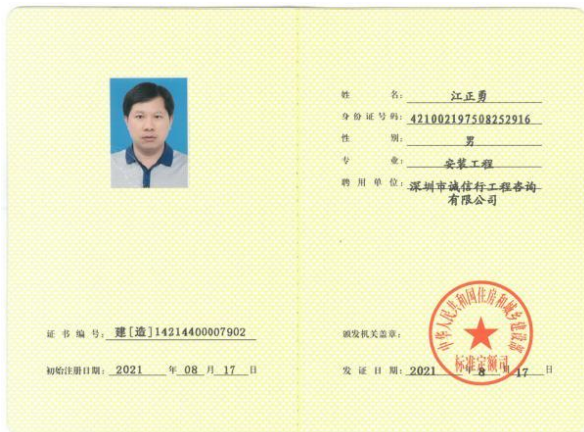 姓 名: 江正勇
身份证号码: 421002197508252916
性 别: 男
专 业: 安装工程
聘用单位: 深圳市诚信行工程咨询
有限公司
证书编号: 建[造]14214400007902
初始注册日期: 2021 年 08 月 17 日
颁发机关盖章:
中华人民共和国住房和城乡建设部
标准定额司
发证日期: 2021 年 8 月 17 日